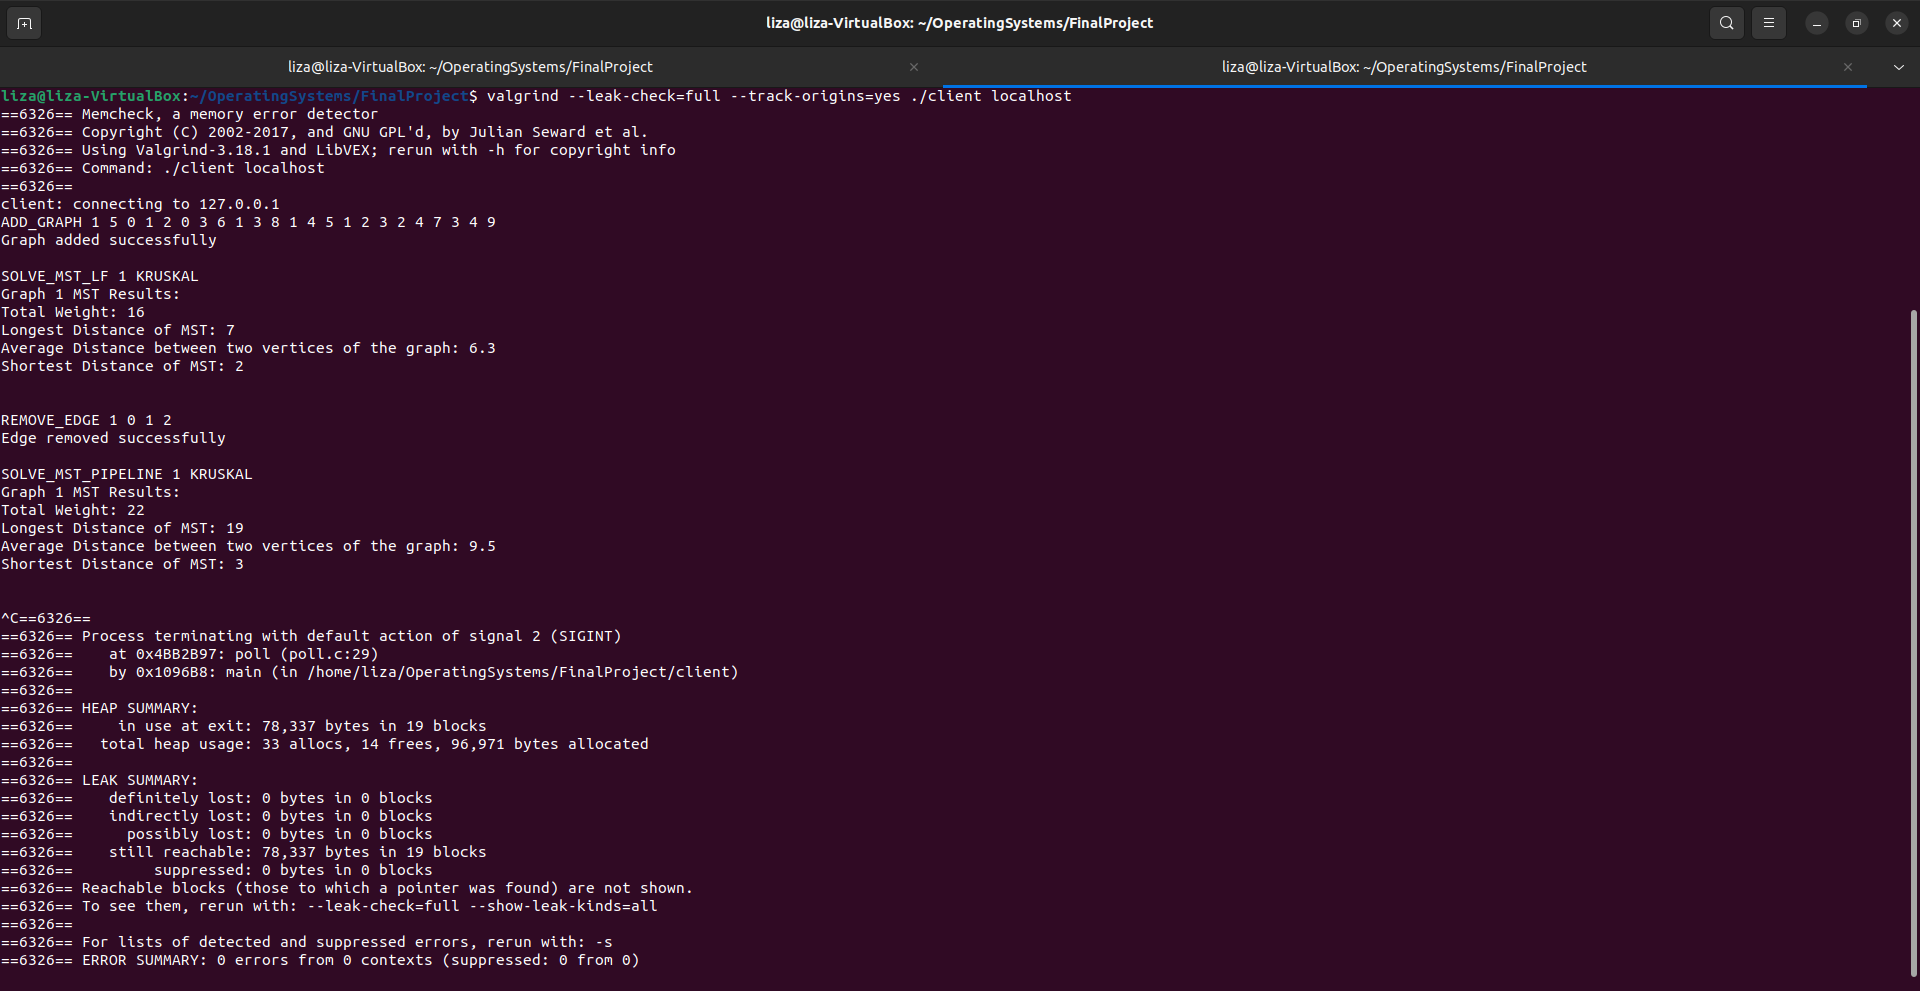 liza@liza-VirtualBox: ~/OperatingSystems/FinalProject
liza@liza-VirtualBox: ~/OperatingSystems/FinalProject
liza@liza-VirtualBox: ~/OperatingSystems/FinalProject
liza@liza-VirtualBox:~/OperatingSystems/FinalProject$ valgrind --leak-check=full --track-origins=yes ./client localhost
==6326== Memcheck, a memory error detector
==6326== Copyright (C) 2002-2017, and GNU GPL'd, by Julian Seward et al.
==6326== Using Valgrind-3.18.1 and LibVEX; rerun with -h for copyright info
==6326== Command: ./client localhost
==6326==
client: connecting to 127.0.0.1
ADD_GRAPH 1 5 0 1 2 0 3 6 1 3 8 1 4 5 1 2 3 2 4 7 3 4 9
Graph added successfully
SOLVE_MST_LF 1 KRUSKAL
Graph 1 MST Results:
Total Weight: 16
Longest Distance of MST: 7
Average Distance between two vertices of the graph: 6.3
Shortest Distance of MST: 2
REMOVE_EDGE 1 0 1 2
Edge removed successfully
SOLVE_MST_PIPELINE 1 KRUSKAL
Graph 1 MST Results:
Total Weight: 22
Longest Distance of MST: 19
Average Distance between two vertices of the graph: 9.5
Shortest Distance of MST: 3
^C==6326==
==6326== Process terminating with default action of signal 2 (SIGINT)
==6326==    at 0x4BB2B97: poll (poll.c:29)
==6326==    by 0x1096B8: main (in /home/liza/OperatingSystems/FinalProject/client)
==6326==
==6326== HEAP SUMMARY:
==6326==     in use at exit: 78,337 bytes in 19 blocks
==6326==   total heap usage: 33 allocs, 14 frees, 96,971 bytes allocated
==6326==
==6326== LEAK SUMMARY:
==6326==    definitely lost: 0 bytes in 0 blocks
==6326==    indirectly lost: 0 bytes in 0 blocks
==6326==      possibly lost: 0 bytes in 0 blocks
==6326==    still reachable: 78,337 bytes in 19 blocks
==6326==         suppressed: 0 bytes in 0 blocks
==6326== Reachable blocks (those to which a pointer was found) are not shown.
==6326== To see them, rerun with: --leak-check=full --show-leak-kinds=all
==6326==
==6326== For lists of detected and suppressed errors, rerun with: -s
==6326== ERROR SUMMARY: 0 errors from 0 contexts (suppressed: 0 from 0)